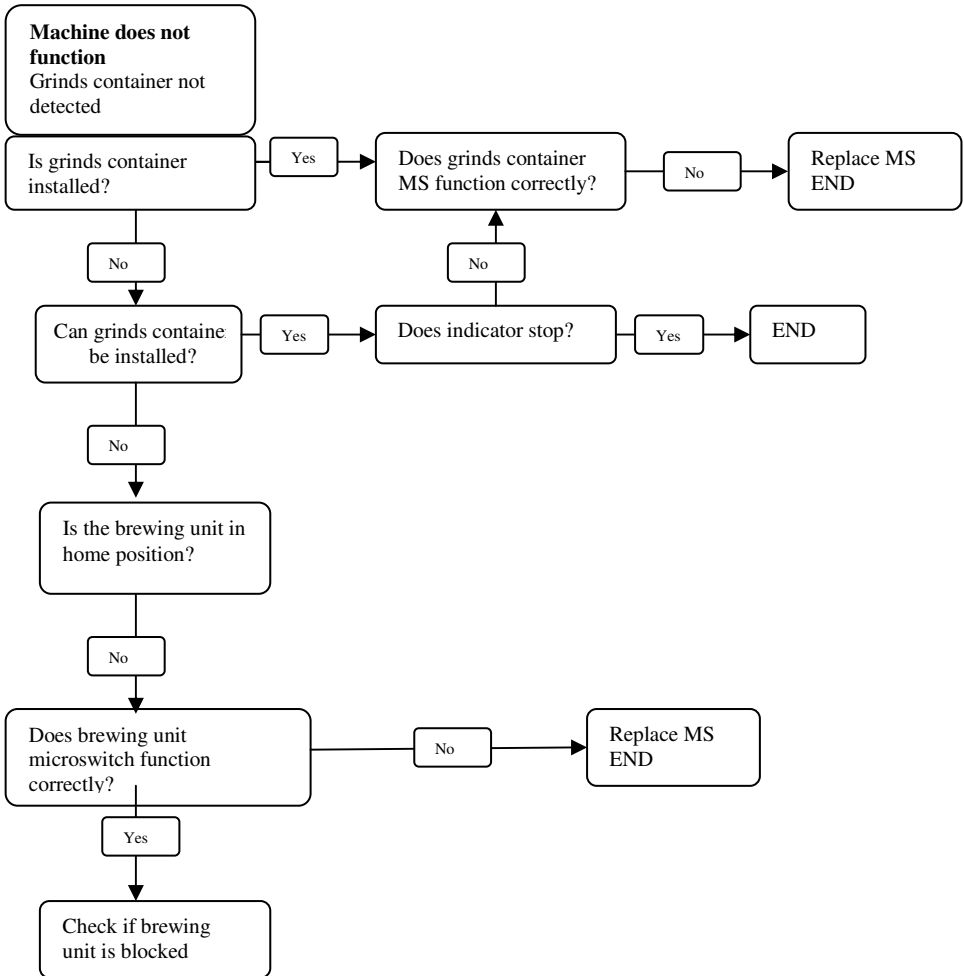 Machine does not
function
Grinds container not
detected
Is grinds container
installed?
Yes
Does grinds container
MS function correctly?
No
Replace MS
END
No
No
Can grinds container
be installed?
Yes
Does indicator stop?
Yes
END
No
Is the brewing unit in
home position?
No
Does brewing unit
microswitch function
correctly?
No
Replace MS
END
Yes
Check if brewing
unit is blocked